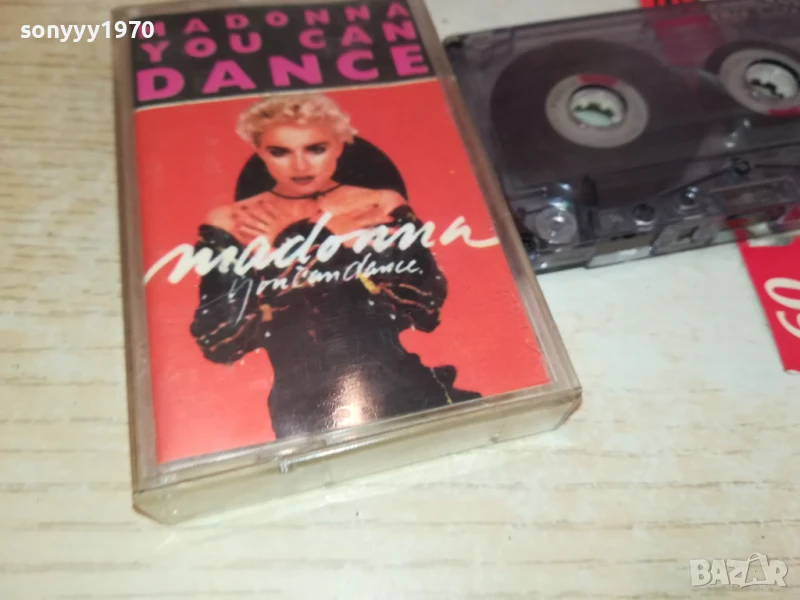 sonyyy1970
MADONNA
YOU CAN
DANCE
madonna
you can dance.
60
BAZAR